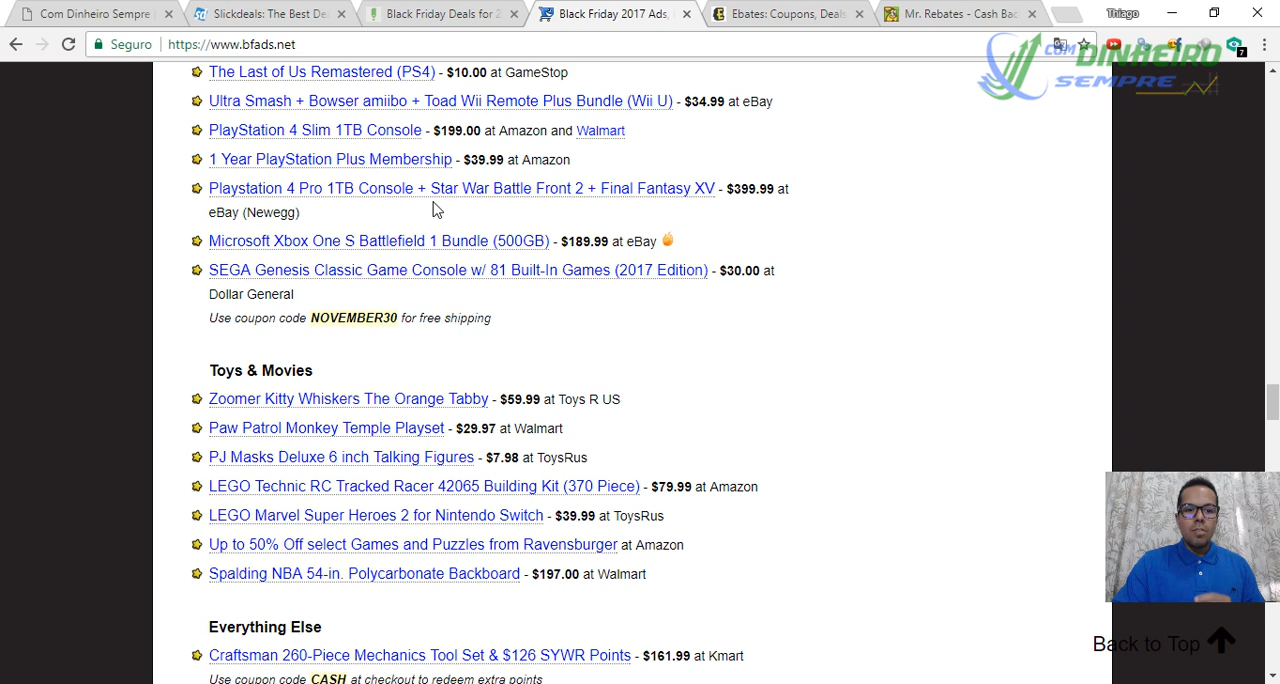 Com Dinheiro Sempre
Slickdeals: The Best De
Black Friday Deals for 2
Black Friday 2017 Ads,
Ebates: Coupons, Deals
Mr. Rebates - Cash Bac
Thiago
Seguro
https://www.bfads.net
7
COM DINHEIRO
SEMPRE
The Last of Us Remastered (PS4) - $10.00 at GameStop
Ultra Smash + Bowser amiibo + Toad Wii Remote Plus Bundle (Wii U) - $34.99 at eBay
PlayStation 4 Slim 1TB Console - $199.00 at Amazon and Walmart
1 Year PlayStation Plus Membership - $39.99 at Amazon
Playstation 4 Pro 1TB Console + Star War Battle Front 2 + Final Fantasy XV - $399.99 at
eBay (Newegg)
Microsoft Xbox One S Battlefield 1 Bundle (500GB) - $189.99 at eBay
SEGA Genesis Classic Game Console w/ 81 Built-In Games (2017 Edition) - $30.00 at
Dollar General
Use coupon code NOVEMBER30 for free shipping
Toys & Movies
Zoomer Kitty Whiskers The Orange Tabby - $59.99 at Toys R US
Paw Patrol Monkey Temple Playset - $29.97 at Walmart
PJ Masks Deluxe 6 inch Talking Figures - $7.98 at ToysRus
LEGO Technic RC Tracked Racer 42065 Building Kit (370 Piece) - $79.99 at Amazon
LEGO Marvel Super Heroes 2 for Nintendo Switch - $39.99 at ToysRus
Up to 50% Off select Games and Puzzles from Ravensburger at Amazon
Spalding NBA 54-in. Polycarbonate Backboard - $197.00 at Walmart
Everything Else
Craftsman 260-Piece Mechanics Tool Set & $126 SYWR Points - $161.99 at Kmart
Use coupon code CASH at checkout to redeem extra points
Back to Top